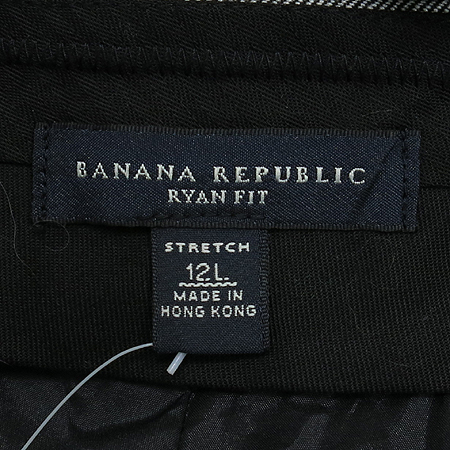 BANANA REPUBLIC
RYAN FIT
STRETCH
12L
MADE IN
HONG KONG